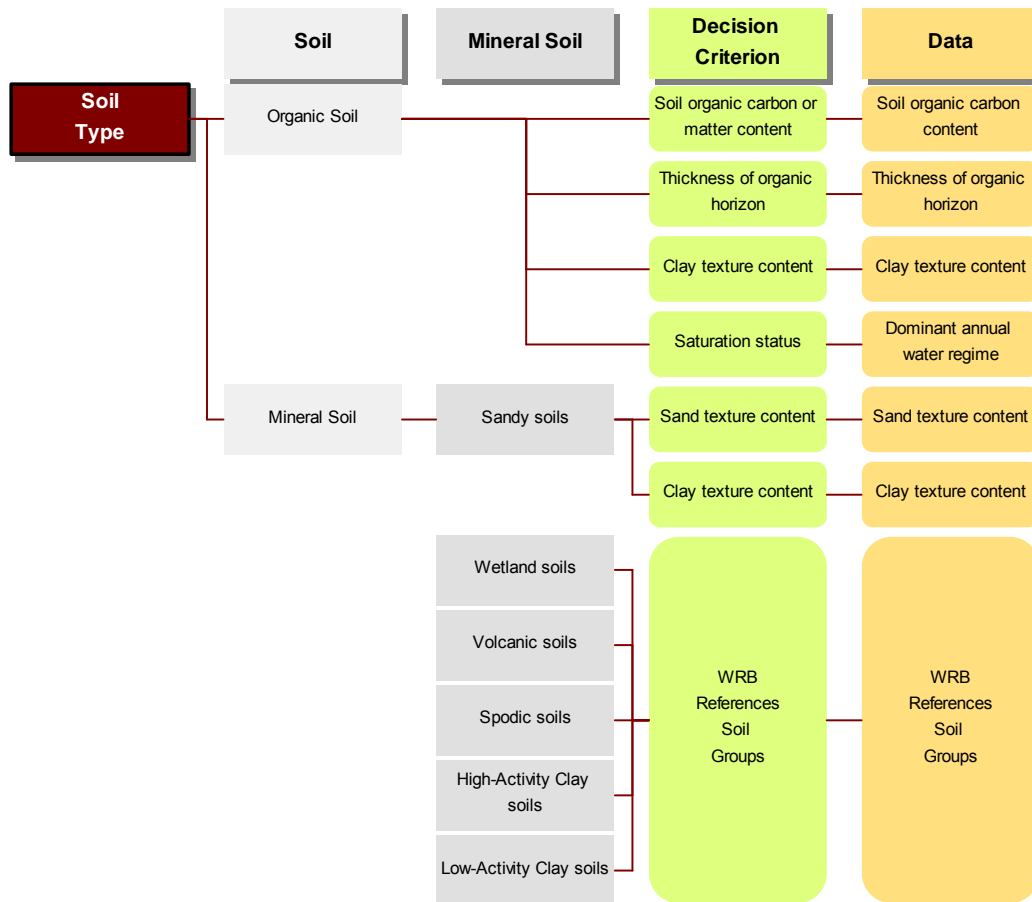 Soil
Mineral Soil
Decision
Criterion
Data
Soil
Type
Organic Soil
Soil organic carbon or
matter content
Soil organic carbon
content
Thickness of organic
horizon
Thickness of organic
horizon
Clay texture content
Clay texture content
Saturation status
Dominant annual
water regime
Mineral Soil
Sandy soils
Sand texture content
Sand texture content
Clay texture content
Clay texture content
Wetland soils
Volcanic soils
Spodic soils
High-Activity Clay
soils
Low-Activity Clay soils
WRB
References
Soil
Groups
WRB
References
Soil
Groups